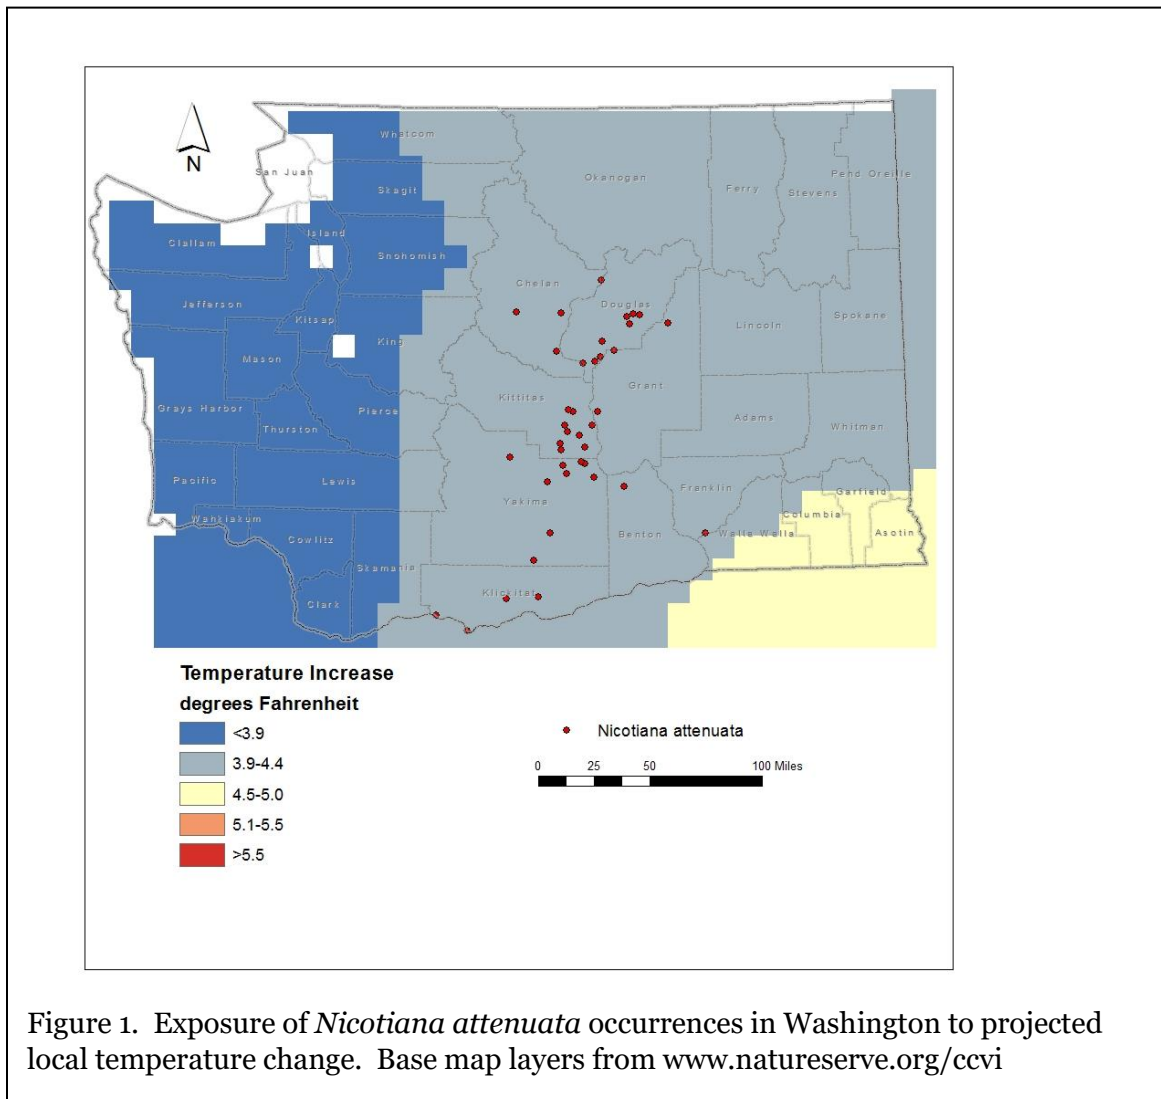 N
Whatcom
San Juan
Skagit
Okanogan
Ferry
Stevens
Pend Oreille
Clallam
Island
Snohomish
Chelan
Douglas
Jefferson
Kitsap
King
Lincoln
Spokane
Mason
Grays Harbor
Pierce
Kittitas
Grant
Adams
Whitman
Thurston
Pacific
Lewis
Yakima
Franklin
Garfield
Columbia
Wahkiakum
Cowlitz
Benton
Walla Walla
Asotin
Skamania
Clark
Klickitat
Temperature Increase
degrees Fahrenheit
<3.9
3.9-4.4
4.5-5.0
5.1-5.5
>5.5
Nicotiana attenuata
0 25 50 100 Miles
Figure 1. Exposure of Nicotiana attenuata occurrences in Washington to projected
local temperature change. Base map layers from www.natureserve.org/ccvi